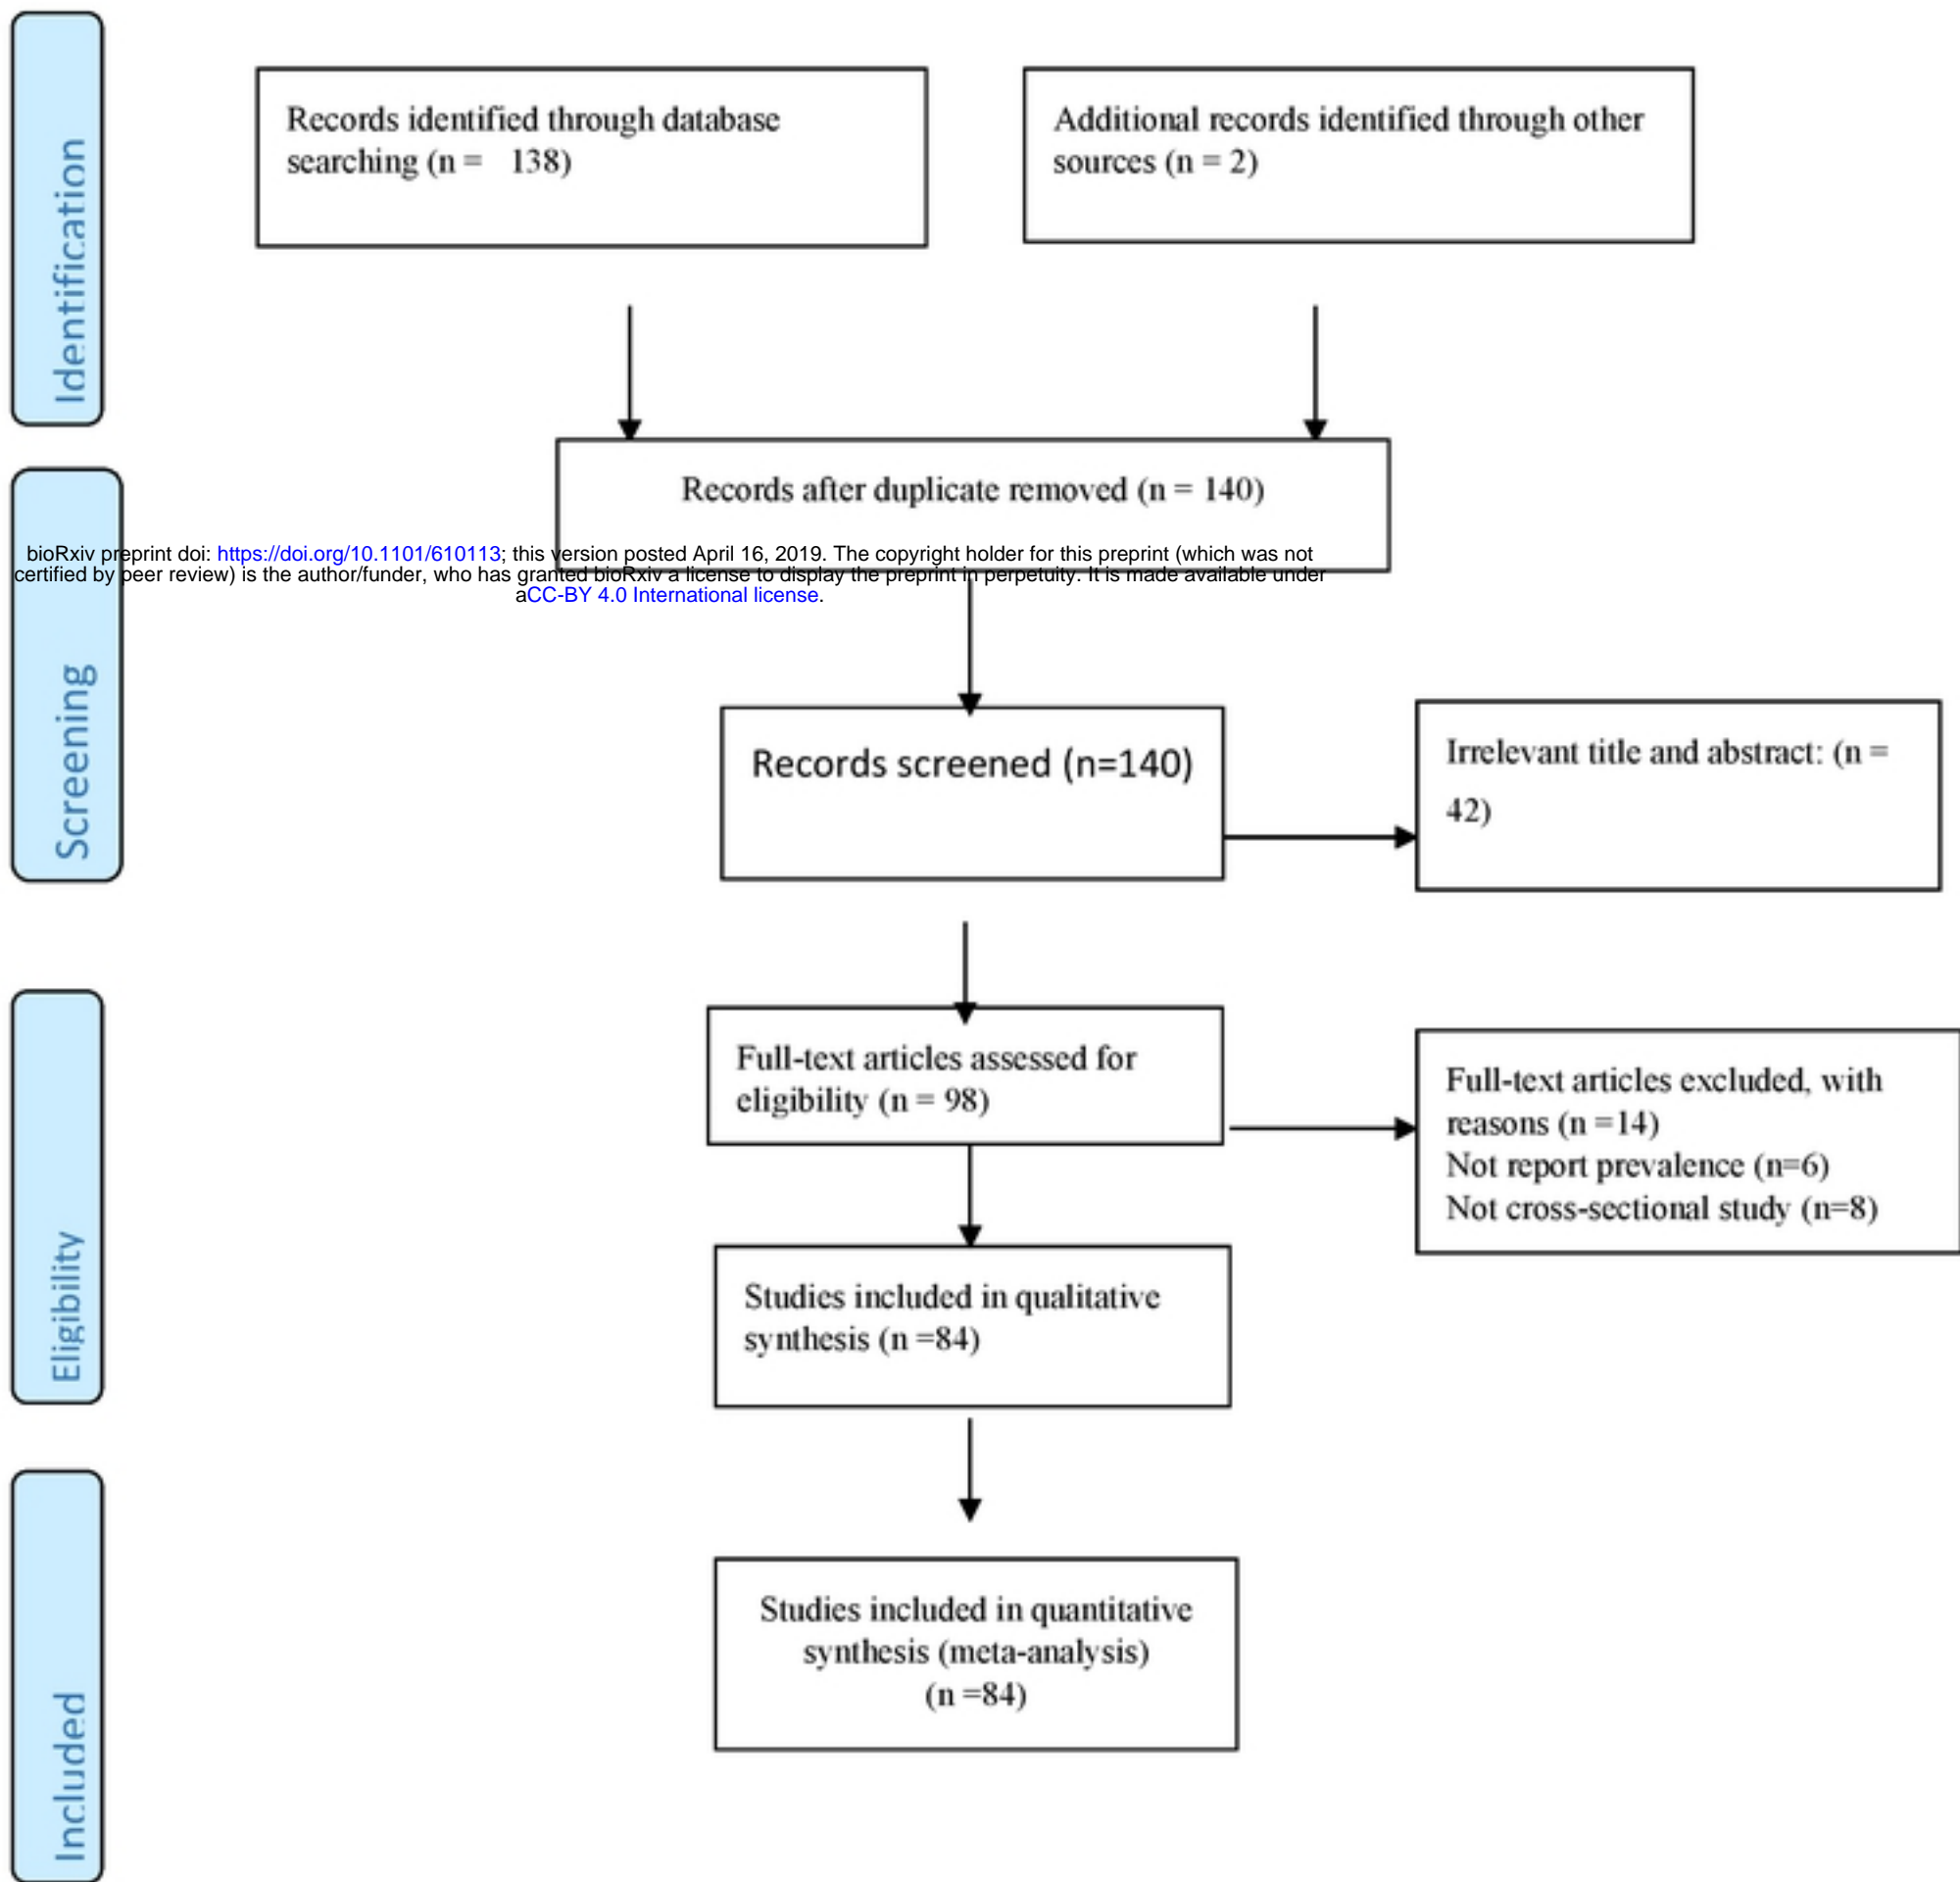 Identification
Records identified through database
searching (n =   138)
Additional records identified through other
sources (n = 2)
Records after duplicate removed (n = 140)
bioRxiv preprint doi: https://doi.org/10.1101/610113; this version posted April 16, 2019. The copyright holder for this preprint (which was not
certified by peer review) is the author/funder, who has granted bioRxiv a license to display the preprint in perpetuity. It is made available under
aCC-BY 4.0 International license.
Screening
Records screened (n=140)
Irrelevant title and abstract: (n =
42)
Eligibility
Full-text articles assessed for
eligibility (n = 98)
Full-text articles excluded, with
reasons (n =14)
Not report prevalence (n=6)
Not cross-sectional study (n=8)
Studies included in qualitative
synthesis (n =84)
Included
Studies included in quantitative
synthesis (meta-analysis)
(n =84)